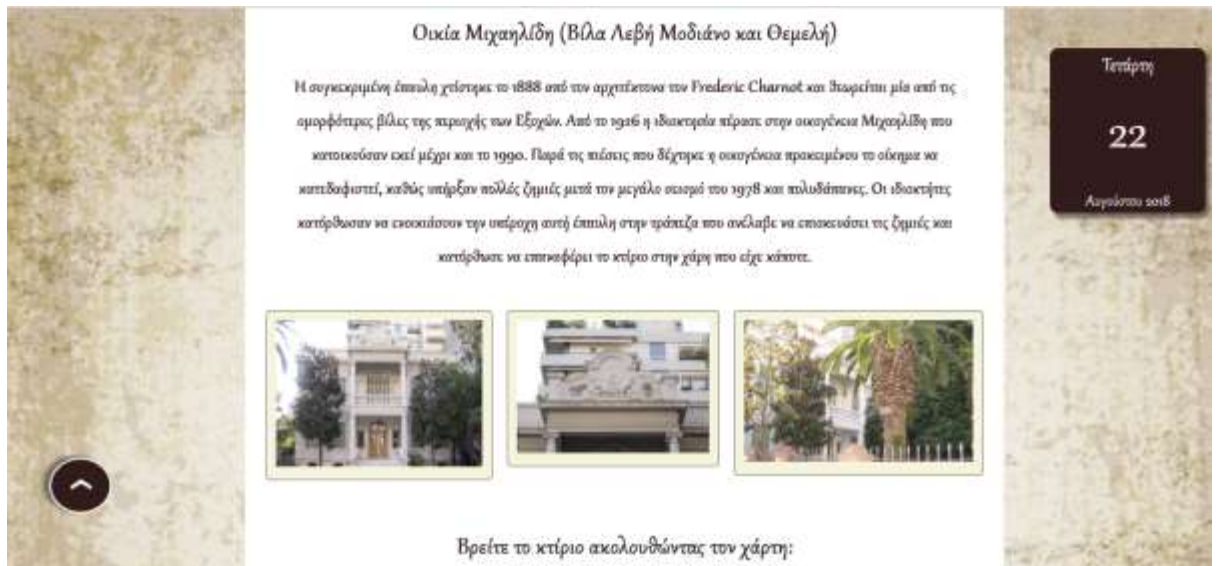 Οικία Μιχαηλίδη (Βίλα Λεβή Μοδιάνο και Θεμελή)
Η συγκεκριμένη έπαυλη χτίστηκε το 1888 από τον αρχιτέκτονα τον Frederic Charnot και θεωρείται μία από τις
ομορφότερες βίλες της περιοχής των Εξοχών. Από το 1926 η ιδιοκτησία πέρασε στην οικογένεια Μιχαηλίδη που
κατοικούσαν εκεί μέχρι και το 1990. Παρά τις πιέσεις που δέχτηκε η οικογένεια προκειμένου το οίκημα να
κατεδαφιστεί, καθώς υπήρξαν πολλές ζημιές μετά τον μεγάλο σεισμό του 1978 και πολυδάπανες. Οι ιδιοκτήτες
κατόρθωσαν να ενοικιάσουν την υπέροχη αυτή έπαυλη στην τράπεζα που ανέλαβε να επισκευάσει τις ζημιές και
κατόρθωσε να επαναφέρει το κτίριο στην χάρη που είχε κάποτε.
Τετάρτη
22
Αυγούστου 2018
Βρείτε το κτίριο ακολουθώντας τον χάρτη: